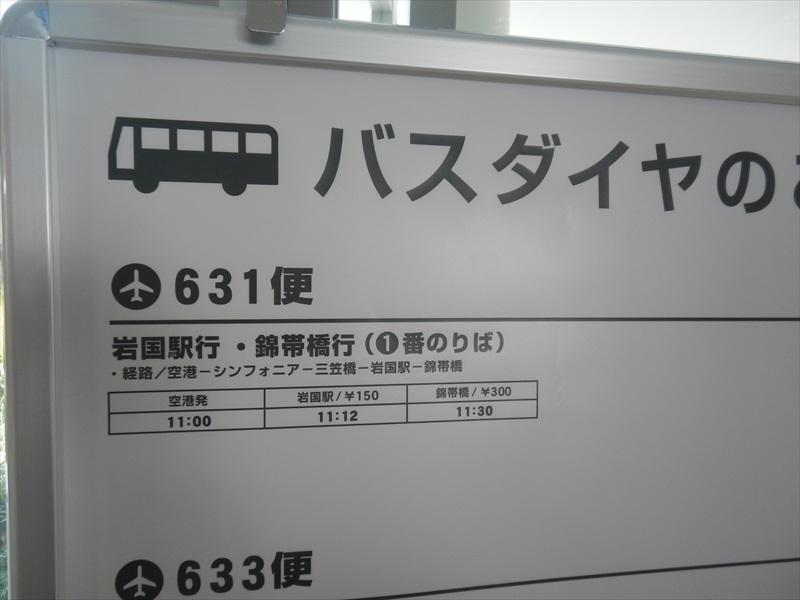 バスダイヤの
631便
岩国駅行・錦帯橋行(❶番のりば)
・経路/空港−シンフォニア−三笠橋−岩国駅−錦帯橋
空港発 岩国駅/¥150 錦帯橋/¥300
11:00 11:12 11:30
633便